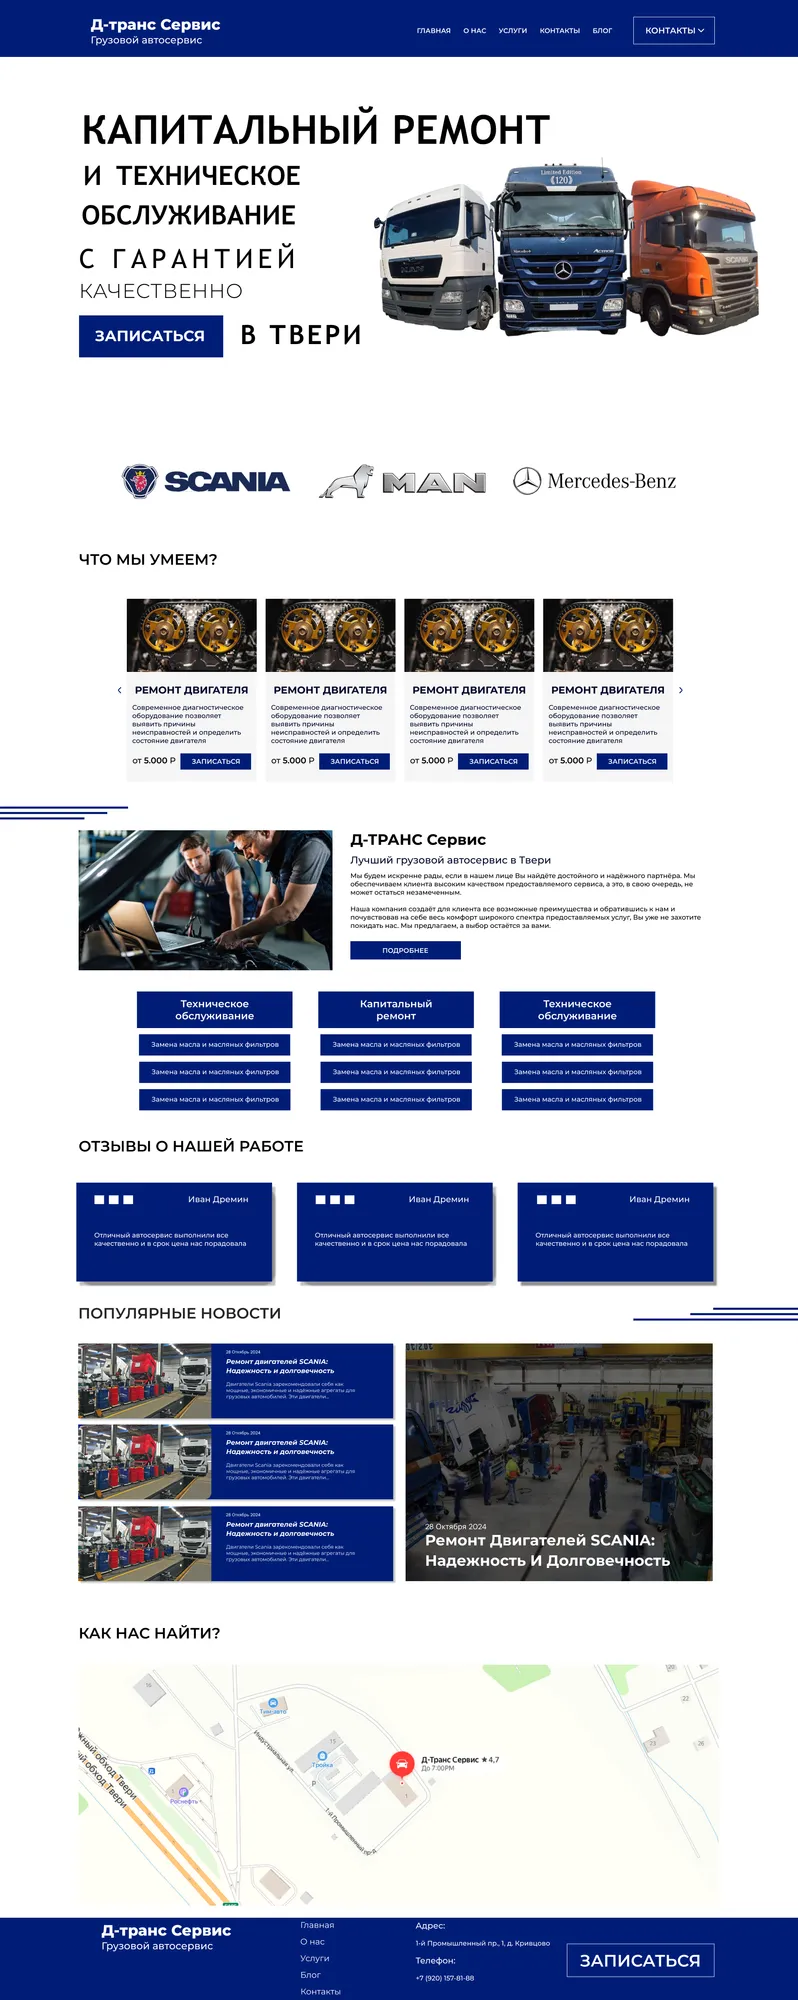 Д-транс Сервис
Грузовой автосервис
ГЛАВНАЯ О НАС УСЛУГИ КОНТАКТЫ БЛОГ
КОНТАКТЫ
КАПИТАЛЬНЫЙ РЕМОНТ
И ТЕХНИЧЕСКОЕ
ОБСЛУЖИВАНИЕ
С ГАРАНТИЕЙ
КАЧЕСТВЕННО
ЗАПИСАТЬСЯ
В ТВЕРИ
Limited Edition
120
SCANIA
SCANIA
MAN
Mercedes-Benz
ЧТО МЫ УМЕЕМ?
РЕМОНТ ДВИГАТЕЛЯ
Современное диагностическое
оборудование позволяет
выявить причины
неисправностей и определить
состояние двигателя
от 5.000 Р
ЗАПИСАТЬСЯ
РЕМОНТ ДВИГАТЕЛЯ
Современное диагностическое
оборудование позволяет
выявить причины
неисправностей и определить
состояние двигателя
от 5.000 Р
ЗАПИСАТЬСЯ
РЕМОНТ ДВИГАТЕЛЯ
Современное диагностическое
оборудование позволяет
выявить причины
неисправностей и определить
состояние двигателя
от 5.000 Р
ЗАПИСАТЬСЯ
РЕМОНТ ДВИГАТЕЛЯ
Современное диагностическое
оборудование позволяет
выявить причины
неисправностей и определить
состояние двигателя
от 5.000 Р
ЗАПИСАТЬСЯ
Д-ТРАНС Сервис
Лучший грузовой автосервис в Твери
Мы будем искренне рады, если в нашем лице Вы найдёте достойного и надёжного партнёра. Мы
обеспечиваем клиента высоким качеством предоставляемого сервиса, а это, в свою очередь, не
может остаться незамеченным.
Наша компания создаёт для клиента все возможные преимущества и обратившись к нам и
почувствовав на себе весь комфорт широкого спектра предоставляемых услуг, Вы уже не захотите
покидать нас. Мы предлагаем, а выбор остаётся за вами.
ПОДРОБНЕЕ
Техническое
обслуживание
Замена масла и масляных фильтров
Замена масла и масляных фильтров
Замена масла и масляных фильтров
Капитальный
ремонт
Замена масла и масляных фильтров
Замена масла и масляных фильтров
Замена масла и масляных фильтров
Техническое
обслуживание
Замена масла и масляных фильтров
Замена масла и масляных фильтров
Замена масла и масляных фильтров
ОТЗЫВЫ О НАШЕЙ РАБОТЕ
Иван Дремин
Отличный автосервис выполнили все
качественно и в срок цена нас порадовала
Иван Дремин
Отличный автосервис выполнили все
качественно и в срок цена нас порадовала
Иван Дремин
Отличный автосервис выполнили все
качественно и в срок цена нас порадовала
ПОПУЛЯРНЫЕ НОВОСТИ
28 Октябрь 2024
Ремонт двигателей SCANIA:
Надежность и долговечность
Двигатели Scania зарекомендовали себя как
мощные, экономичные и надёжные агрегаты для
грузовых автомобилей. Эти двигатели...
28 Октябрь 2024
Ремонт двигателей SCANIA:
Надежность и долговечность
Двигатели Scania зарекомендовали себя как
мощные, экономичные и надёжные агрегаты для
грузовых автомобилей. Эти двигатели...
28 Октябрь 2024
Ремонт двигателей SCANIA:
Надежность и долговечность
Двигатели Scania зарекомендовали себя как
мощные, экономичные и надёжные агрегаты для
грузовых автомобилей. Эти двигатели...
28 Октября 2024
Ремонт Двигателей SCANIA:
Надежность И Долговечность
КАК НАС НАЙТИ?
16
Тим-авто
Индустриальная ул.
15
Тройка
P
Роснефть
обход Твери
обход Твери
1-й Промышленный пр-д
1
Д-Транс Сервис ★ 4,7
До 7:00PM
20
22
23
26
Д-транс Сервис
Грузовой автосервис
Главная
О нас
Услуги
Блог
Контакты
Адрес:
1-й Промышленный пр., 1, д. Кривцово
Телефон:
+7 (920) 157-81-88
ЗАПИСАТЬСЯ